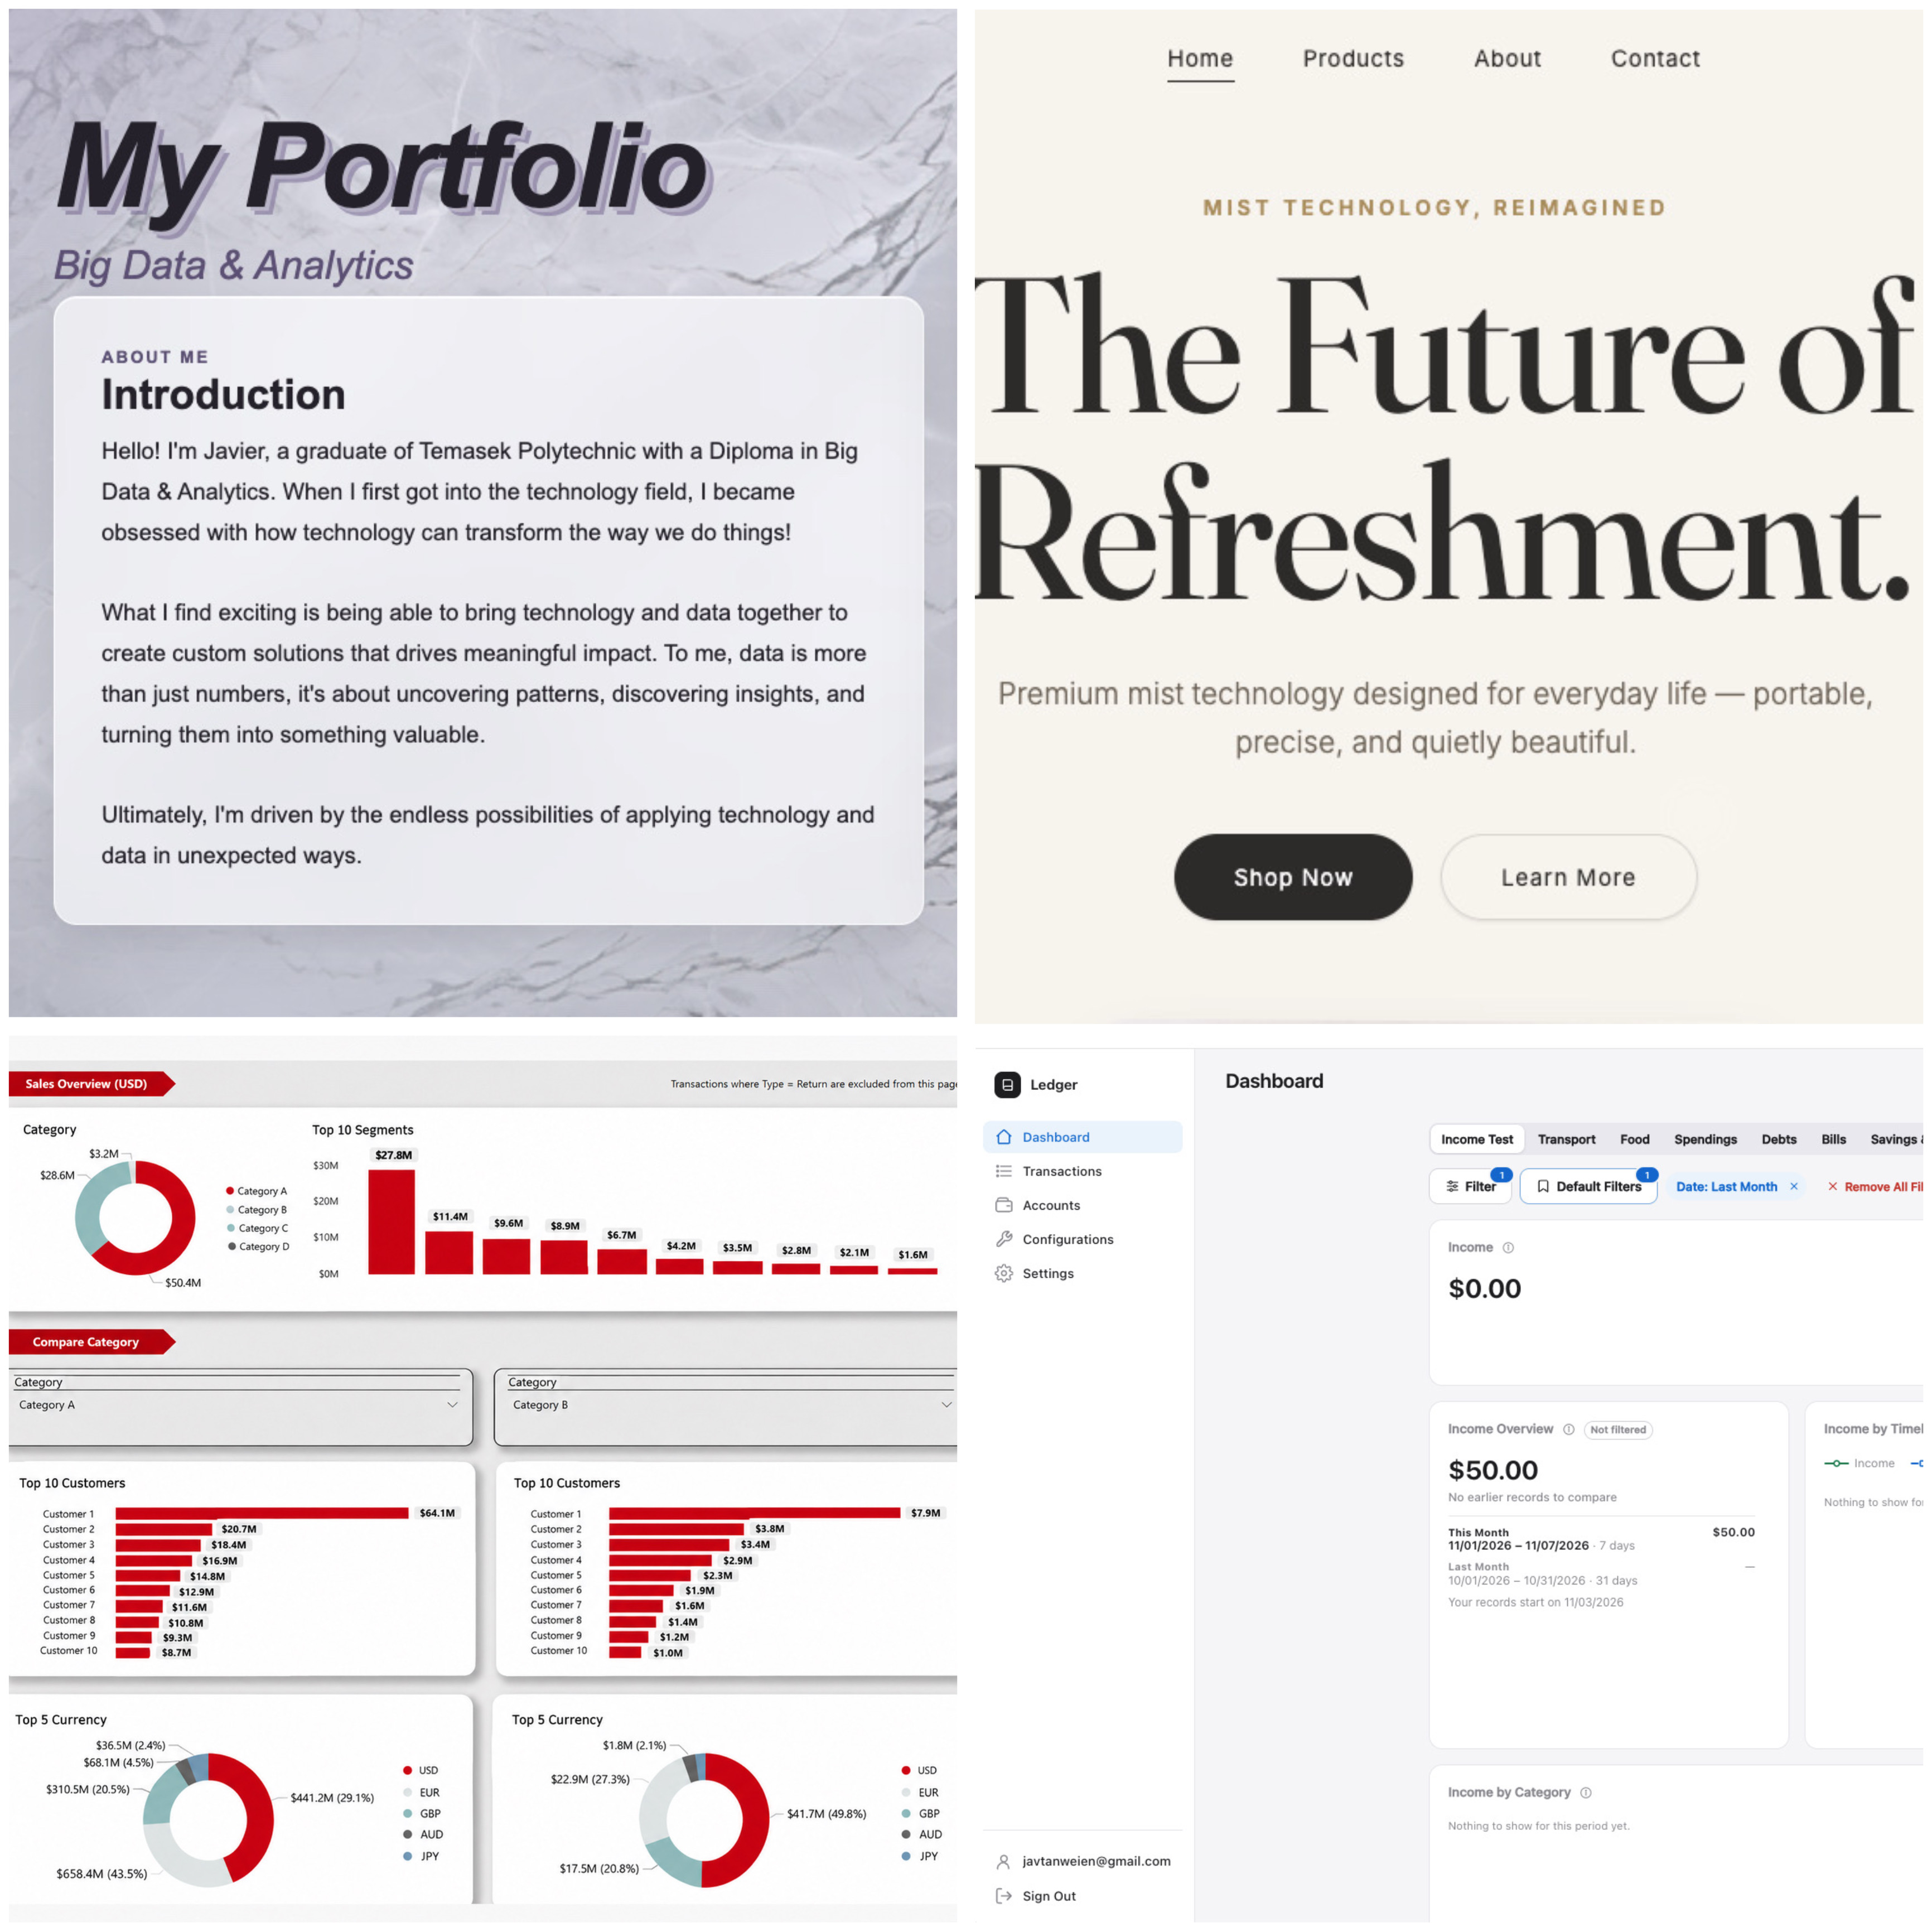 My Portfolio
Big Data & Analytics
ABOUT ME
Introduction
Hello! I'm Javier, a graduate of Temasek Polytechnic with a Diploma in Big
Data & Analytics. When I first got into the technology field, I became
obsessed with how technology can transform the way we do things!
What I find exciting is being able to bring technology and data together to
create custom solutions that drives meaningful impact. To me, data is more
than just numbers, it's about uncovering patterns, discovering insights, and
turning them into something valuable.
Ultimately, I'm driven by the endless possibilities of applying technology and
data in unexpected ways.
Home Products About Contact
MIST TECHNOLOGY, REIMAGINED
The Future of
Refreshment.
Premium mist technology designed for everyday life — portable,
precise, and quietly beautiful.
Shop Now Learn More
Sales Overview (USD)
Transactions where Type = Return are excluded from this page
Category
$3.2M
$28.6M
$50.4M
Category A
Category B
Category C
Category D
Top 10 Segments
$30M
$20M
$10M
$0M
$27.8M
$11.4M
$9.6M
$8.9M
$6.7M
$4.2M
$3.5M
$2.8M
$2.1M
$1.6M
Compare Category
Category
Category A
Category
Category B
Top 10 Customers
Customer 1 $64.1M
Customer 2 $20.7M
Customer 3 $18.4M
Customer 4 $16.9M
Customer 5 $14.8M
Customer 6 $12.9M
Customer 7 $11.6M
Customer 8 $10.8M
Customer 9 $9.3M
Customer 10 $8.7M
Top 10 Customers
Customer 1 $7.9M
Customer 2 $3.8M
Customer 3 $3.4M
Customer 4 $2.9M
Customer 5 $2.3M
Customer 6 $1.9M
Customer 7 $1.6M
Customer 8 $1.4M
Customer 9 $1.2M
Customer 10 $1.0M
Top 5 Currency
$36.5M (2.4%)
$68.1M (4.5%)
$310.5M (20.5%)
$441.2M (29.1%)
$658.4M (43.5%)
USD
EUR
GBP
AUD
JPY
Top 5 Currency
$1.8M (2.1%)
$22.9M (27.3%)
$41.7M (49.8%)
$17.5M (20.8%)
USD
EUR
GBP
AUD
JPY
Ledger
Dashboard
Transactions
Accounts
Configurations
Settings
javtanweien@gmail.com
Sign Out
Dashboard
Income Test Transport Food Spendings Debts Bills Savings
Filter 1 Default Filters 1 Date: Last Month × × Remove All Fil
Income
$0.00
Income Overview Not filtered
$50.00
No earlier records to compare
This Month $50.00
11/01/2026 – 11/07/2026 · 7 days
Last Month —
10/01/2026 – 10/31/2026 · 31 days
Your records start on 11/03/2026
Income by Timel
Income
Nothing to show fo
Income by Category
Nothing to show for this period yet.